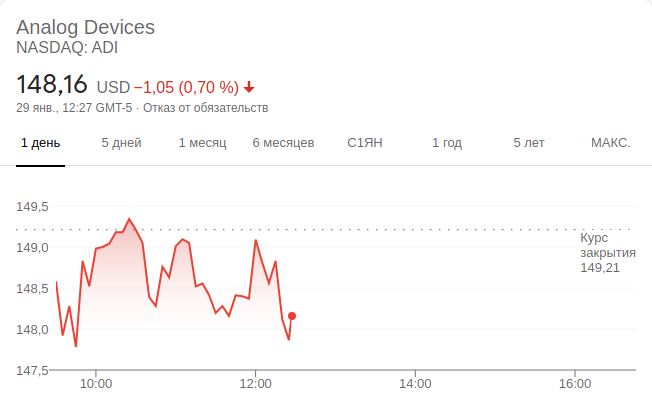 Analog Devices
NASDAQ: ADI
148,16 USD −1,05 (0,70 %)
29 янв., 12:27 GMT-5 · Отказ от обязательств
1 день 5 дней 1 месяц 6 месяцев С1ЯН 1 год 5 лет МАКС.
149,5
149,0
148,5
148,0
147,5
Курс
закрытия
149,21
10:00 12:00 14:00 16:00